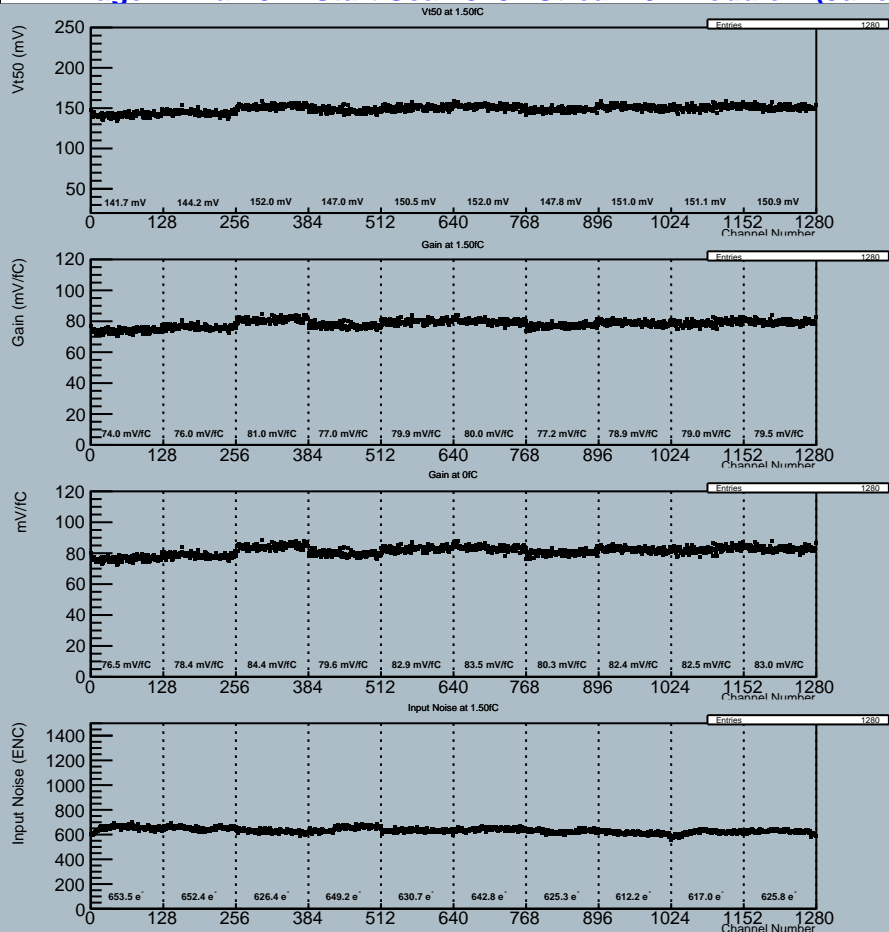 Vt50 at 1.50fC
Entries 1280
Vt50 (mV)
250
200
150
100
50
141.7 mV 144.2 mV 152.0 mV 147.0 mV 150.5 mV 152.0 mV 147.8 mV 151.0 mV 151.1 mV 150.9 mV
0 128 256 384 512 640 768 896 1024 1152 1280
Channel Number
Gain at 1.50fC
Entries 1280
Gain (mV/fC)
120
100
80
60
40
20
0
74.0 mV/fC 76.0 mV/fC 81.0 mV/fC 77.0 mV/fC 79.9 mV/fC 80.0 mV/fC 77.2 mV/fC 78.9 mV/fC 79.0 mV/fC 79.5 mV/fC
0 128 256 384 512 640 768 896 1024 1152 1280
Channel Number
Gain at 0fC
Entries 1280
mV/fC
120
100
80
60
40
20
0
76.5 mV/fC 78.4 mV/fC 84.4 mV/fC 79.6 mV/fC 82.9 mV/fC 83.5 mV/fC 80.3 mV/fC 82.4 mV/fC 82.5 mV/fC 83.0 mV/fC
0 128 256 384 512 640 768 896 1024 1152 1280
Channel Number
Input Noise at 1.50fC
Entries 1280
Input Noise (ENC)
1400
1200
1000
800
600
400
200
0
653.5 e⁻ 652.4 e⁻ 626.4 e⁻ 649.2 e⁻ 630.7 e⁻ 642.8 e⁻ 625.3 e⁻ 612.2 e⁻ 617.0 e⁻ 625.8 e⁻
0 128 256 384 512 640 768 896 1024 1152 1280
Channel Number